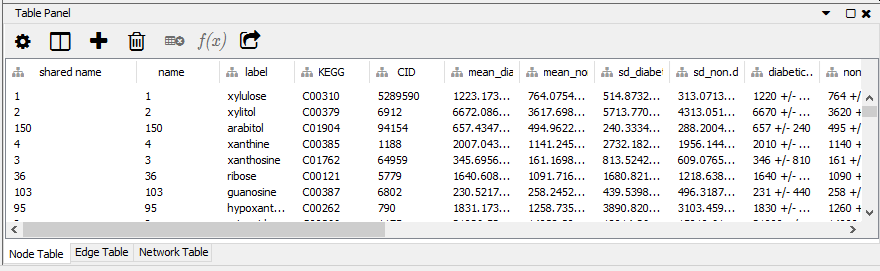 Table Panel
f(x)
shared name name label KEGG CID mean_dia mean_no sd_diabet sd_non.d diabetic... non
1 1 xylulose C00310 5289590 1223.173... 764.0754... 514.8732... 313.0713... 1220 +/- ... 764 +/
2 2 xylitol C00379 6912 6672.086... 3617.698... 5713.770... 4313.051... 6670 +/- ... 3620 +
150 150 arabitol C01904 94154 657.4347... 494.9622... 240.3334... 288.2004... 657 +/- 240 495 +/
4 4 xanthine C00385 1188 2007.043... 1141.245... 2732.182... 1956.144... 2010 +/- ... 1140 +
3 3 xanthosine C01762 64959 345.6956... 161.1698... 813.5242... 609.0765... 346 +/- 810 161 +/
36 36 ribose C00121 5779 1640.608... 1091.716... 1680.821... 1218.638... 1640 +/- ... 1090 +
103 103 guanosine C00387 6802 230.5217... 258.2452... 439.5398... 496.3187... 231 +/- 440 258 +/
95 95 hypoxant... C00262 790 1831.173... 1258.735... 3890.820... 3103.459... 1830 +/- ... 1260 +
Node Table Edge Table Network Table